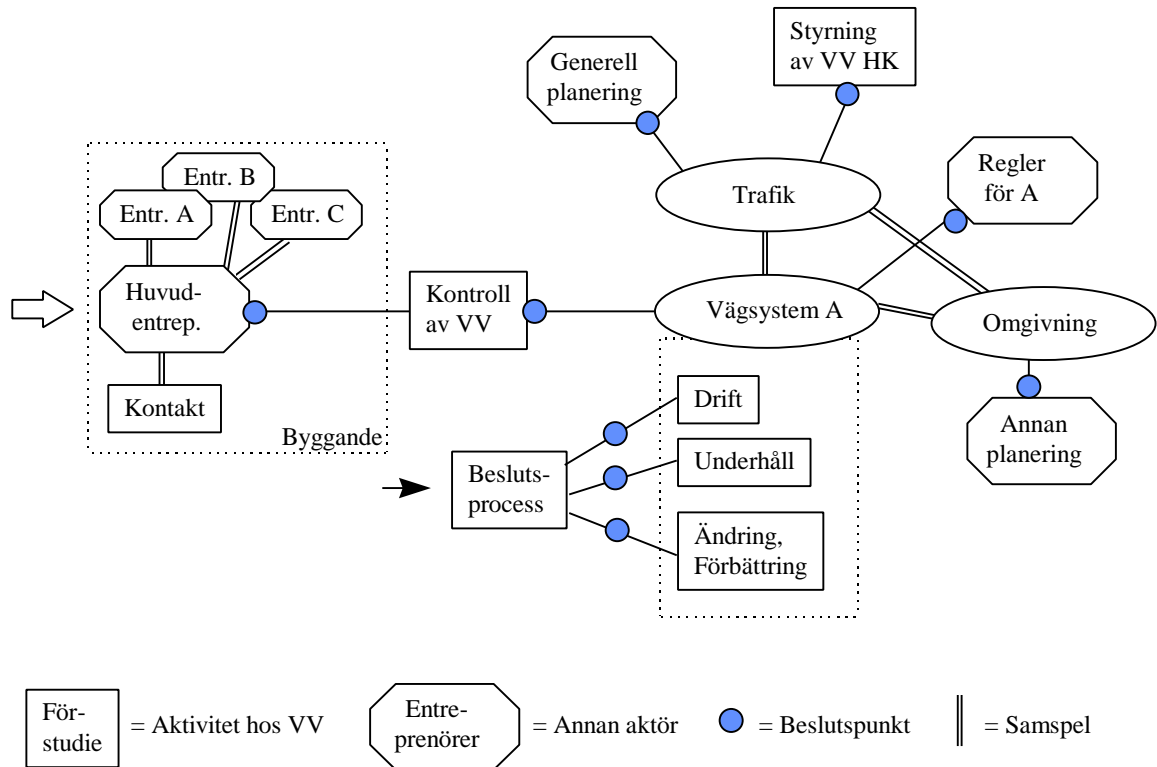 Styrning
av VV HK
Generell
planering
Entr. B
Entr. A
Entr. C
Regler
för A
Trafik
Huvud-
entrep.
Kontroll
av VV
Vägsystem A
Omgivning
Kontakt
Byggande
Drift
Annan
planering
Besluts-
process
Underhåll
Ändring,
Förbättring
För-
studie
= Aktivitet hos VV
Entre-
prenörer
= Annan aktör
= Beslutspunkt
= Samspel